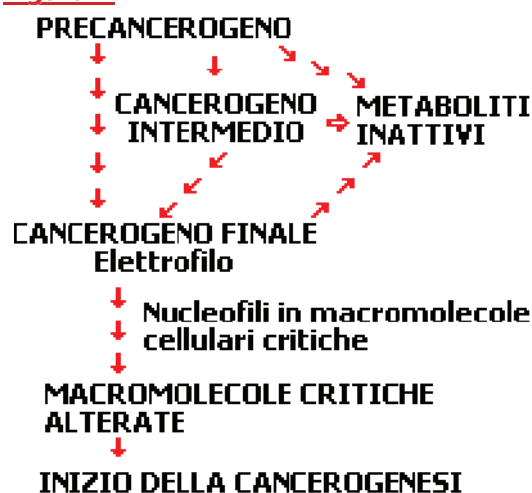 PRECANCEROGENO
CANCEROGENO
INTERMEDIO
METABOLITI
INATTIVI
CANCEROGENO FINALE
Elettrofilo
Nucleofili in macromolecole
cellulari critiche
MACROMOLECOLE CRITICHE
ALTERATE
INIZIO DELLA CANCEROGENESI